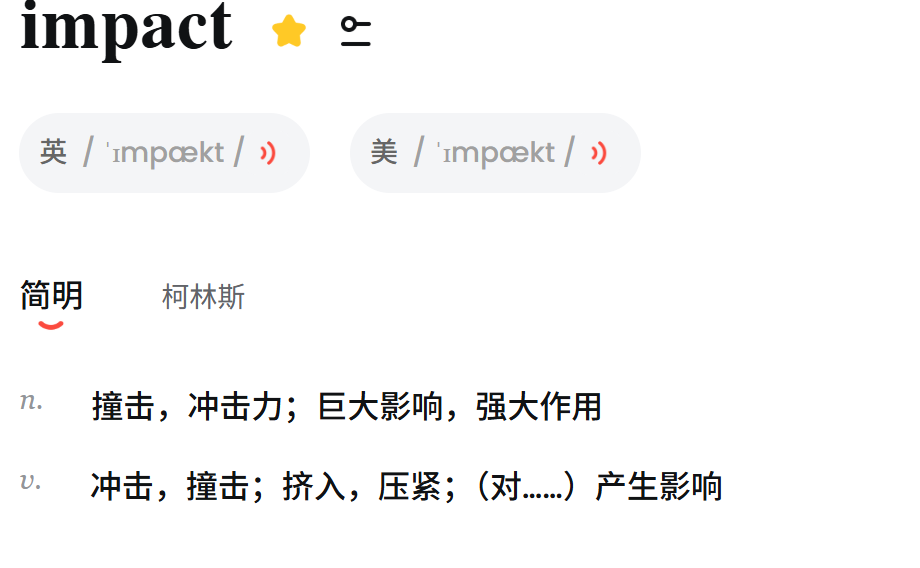 impact
英 / ˈɪmpækt / 美 / ˈɪmpækt /
简明 柯林斯
n. 撞击，冲击力；巨大影响，强大作用
v. 冲击，撞击；挤入，压紧；（对……）产生影响